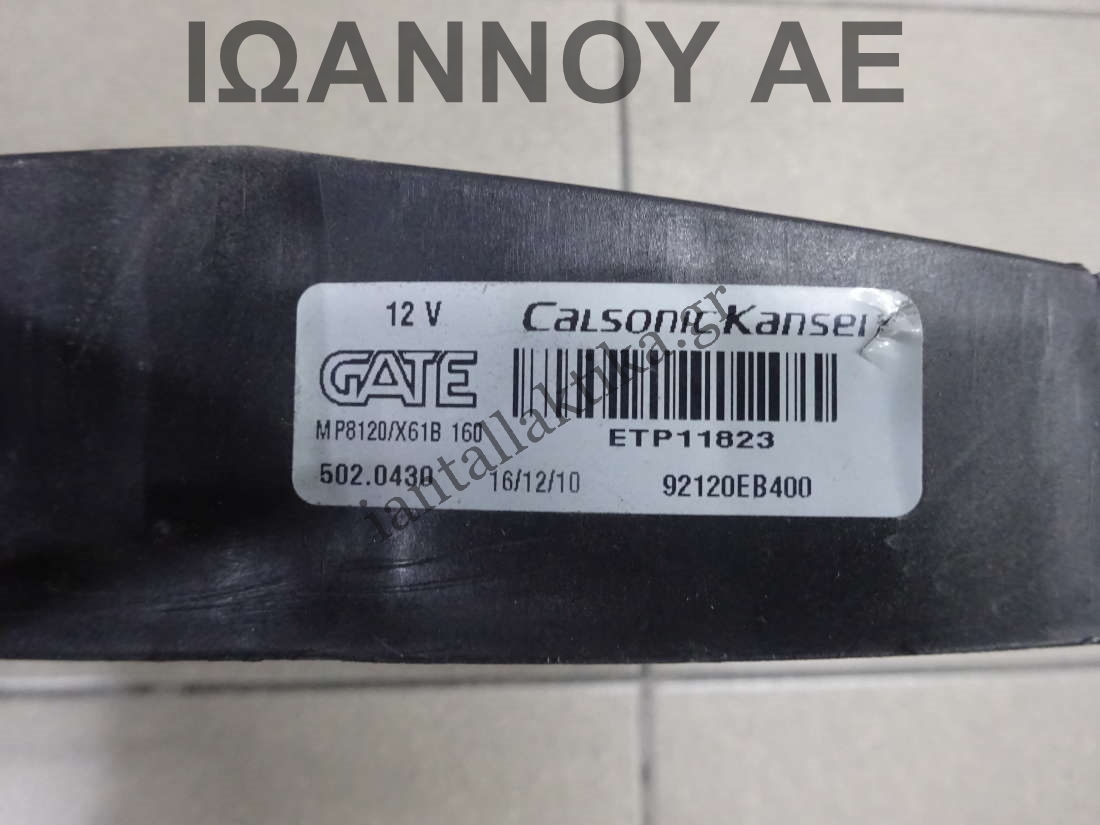 ΙΩΑΝΝΟΥ ΑΕ
12 V CALSONIC KANSEI
GATE
MP8120/X61B 160 ETP11823
502.0430 16/12/10 92120EB400
iantallaktika.gr